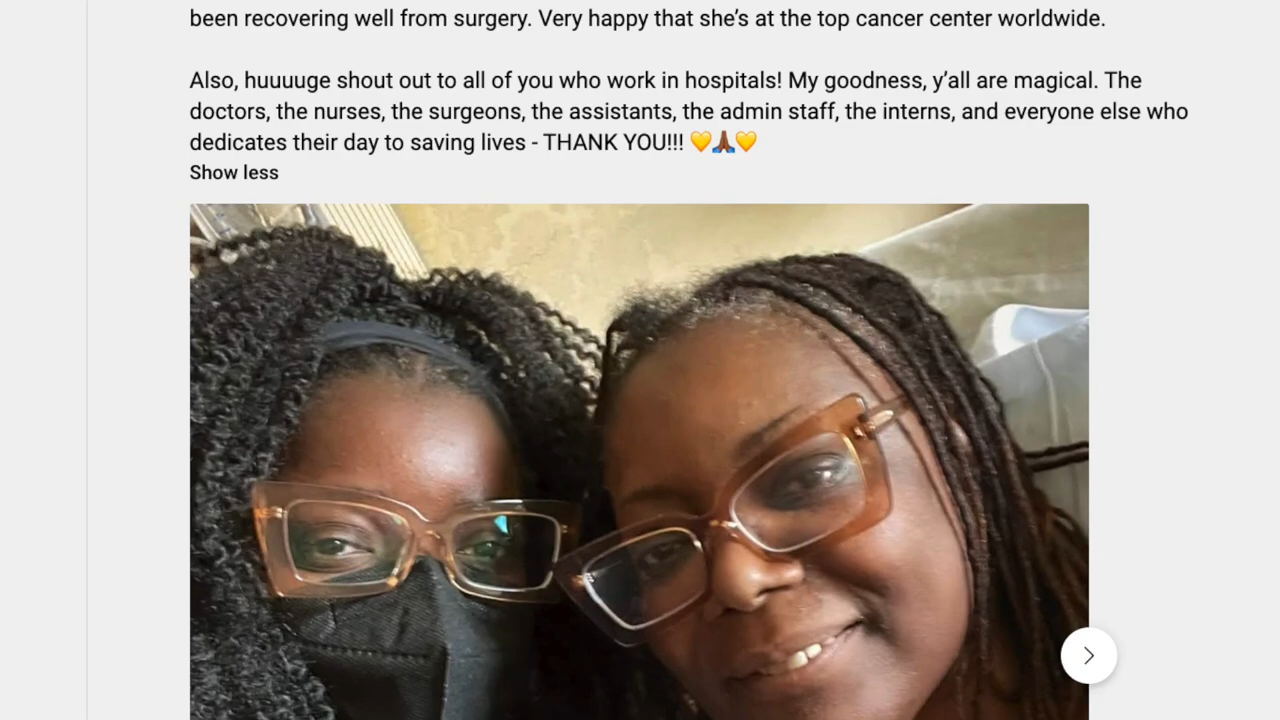 been recovering well from surgery. Very happy that she’s at the top cancer center worldwide.
Also, huuuuge shout out to all of you who work in hospitals! My goodness, y’all are magical. The
doctors, the nurses, the surgeons, the assistants, the admin staff, the interns, and everyone else who
dedicates their day to saving lives - THANK YOU!!! 💛🙏🏾💛
Show less